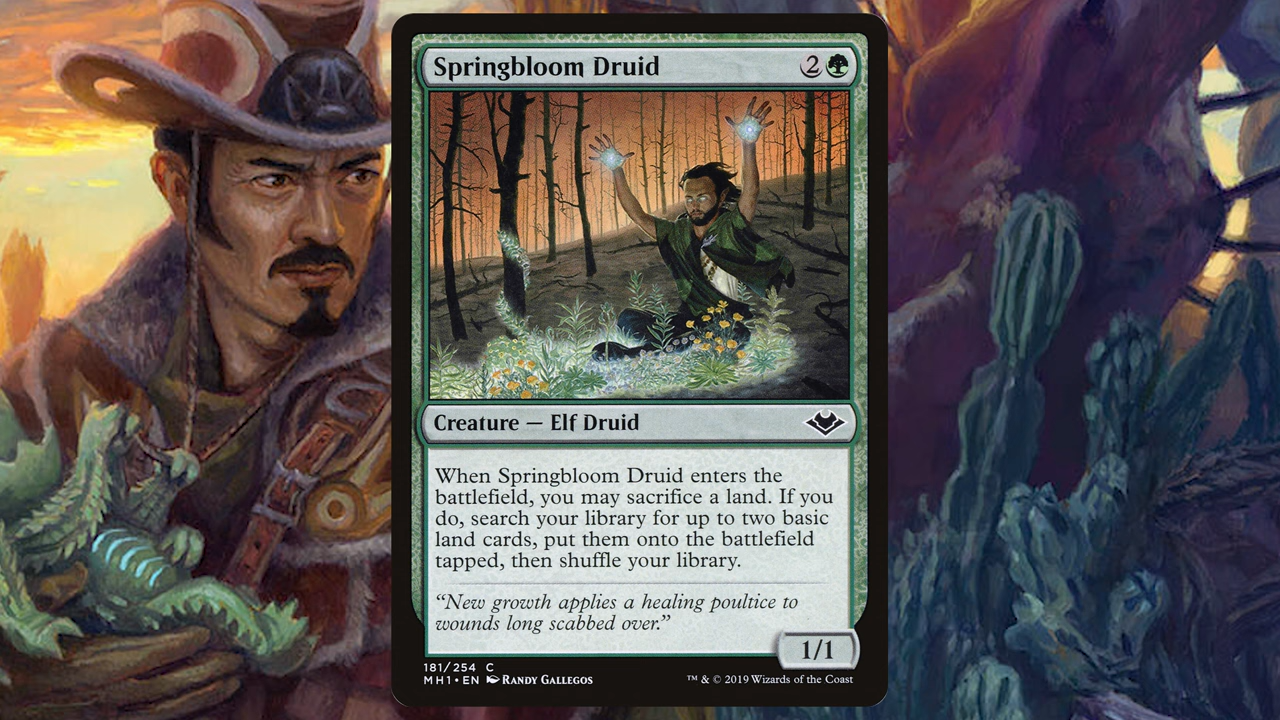 Springbloom Druid 2
Creature — Elf Druid
When Springbloom Druid enters the
battlefield, you may sacrifice a land. If you
do, search your library for up to two basic
land cards, put them onto the battlefield
tapped, then shuffle your library.
“New growth applies a healing poultice to
wounds long scabbed over.”
1/1
181/254 C
MH1 • EN Randy Gallegos
™ & © 2019 Wizards of the Coast